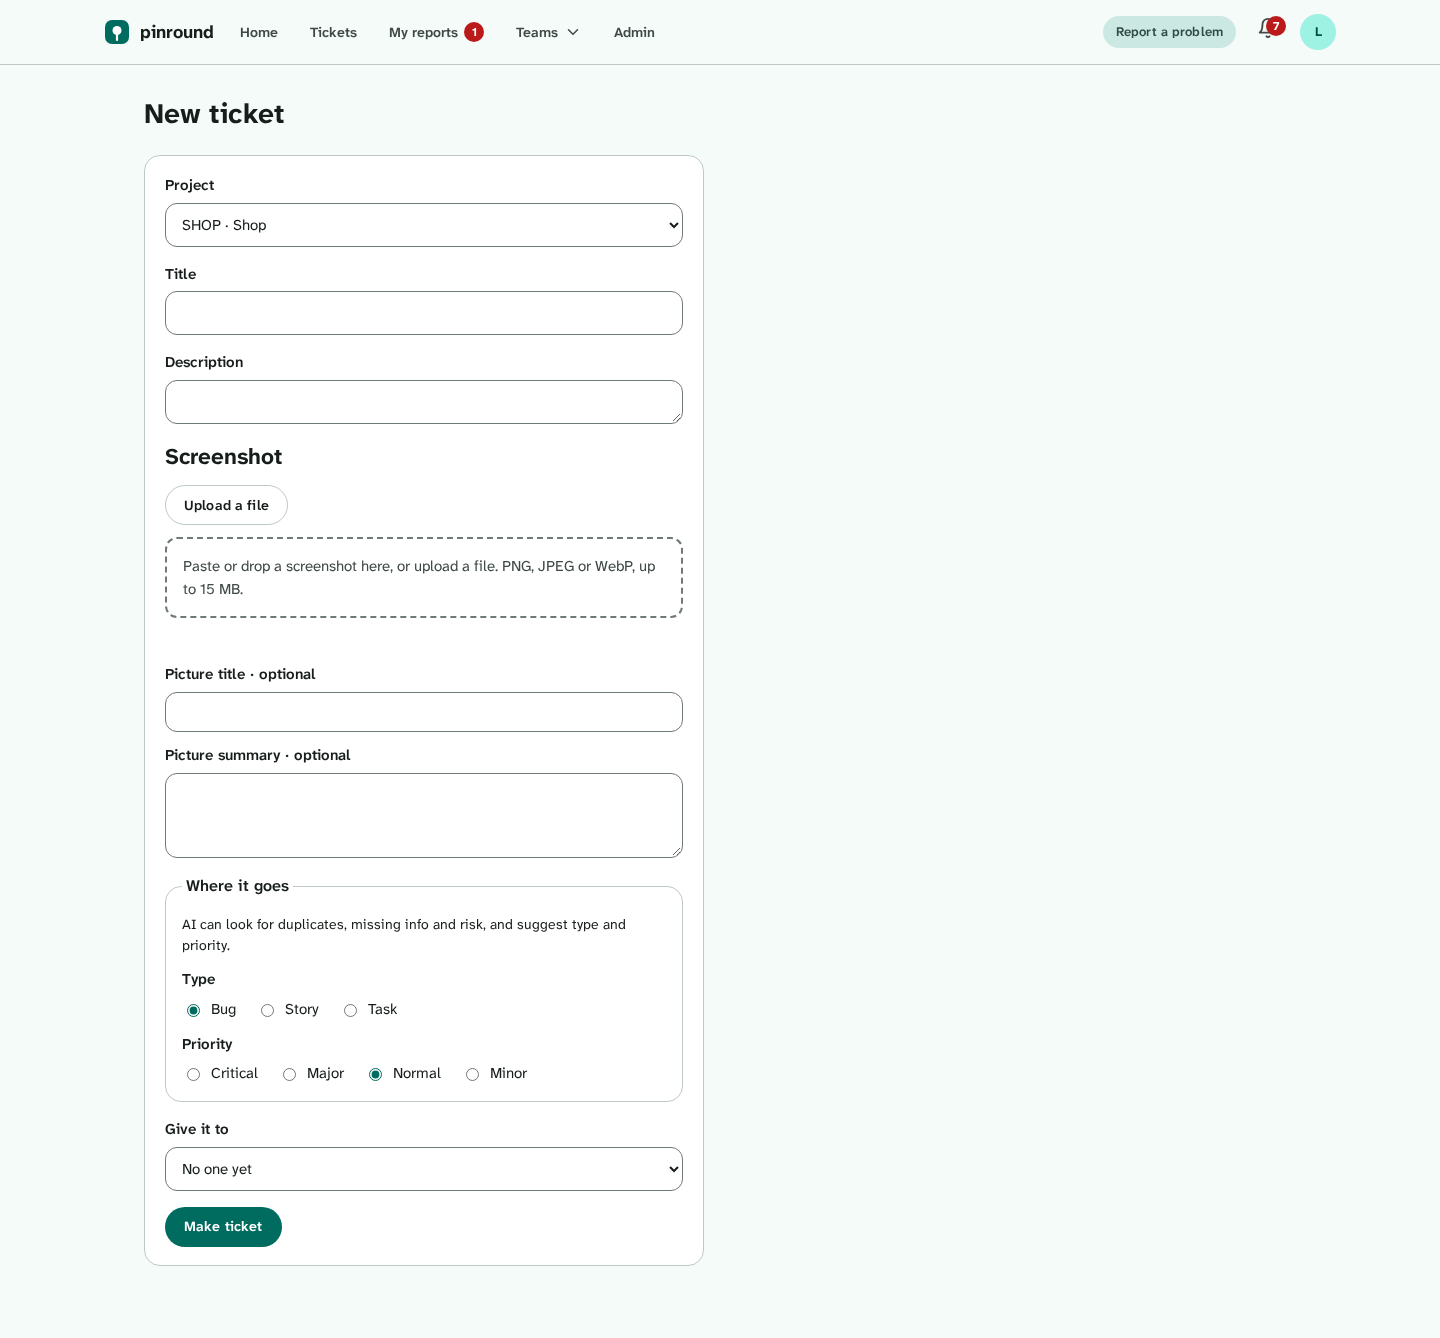 pinround
Home
Tickets
My reports 1
Teams
Admin
Report a problem
7
L
New ticket
Project
SHOP · Shop
Title
Description
Screenshot
Upload a file
Paste or drop a screenshot here, or upload a file. PNG, JPEG or WebP, up
to 15 MB.
Picture title · optional
Picture summary · optional
Where it goes
AI can look for duplicates, missing info and risk, and suggest type and
priority.
Type
Bug Story Task
Priority
Critical Major Normal Minor
Give it to
No one yet
Make ticket